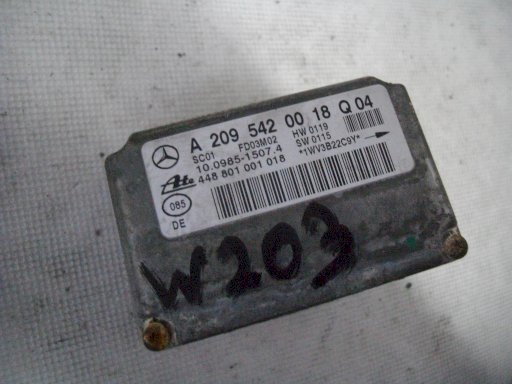 A 209 542 00 18 Q 04
SC01 FD03M02 HW 0119
10.0985-1507.4 SW 0115
448 801 001 018 *1WV3B22C9Y*
Ate
085
DE
W203